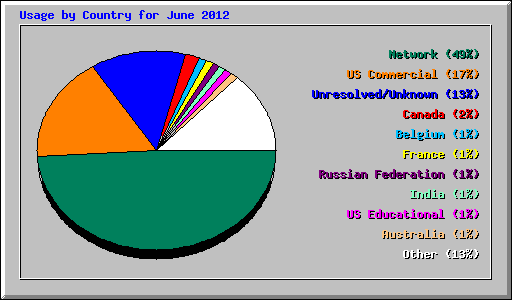 Usage by Country for June 2012
Network (49%)
US Commercial (17%)
Unresolved/Unknown (13%)
Canada (2%)
Belgium (1%)
France (1%)
Russian Federation (1%)
India (1%)
US Educational (1%)
Australia (1%)
Other (13%)